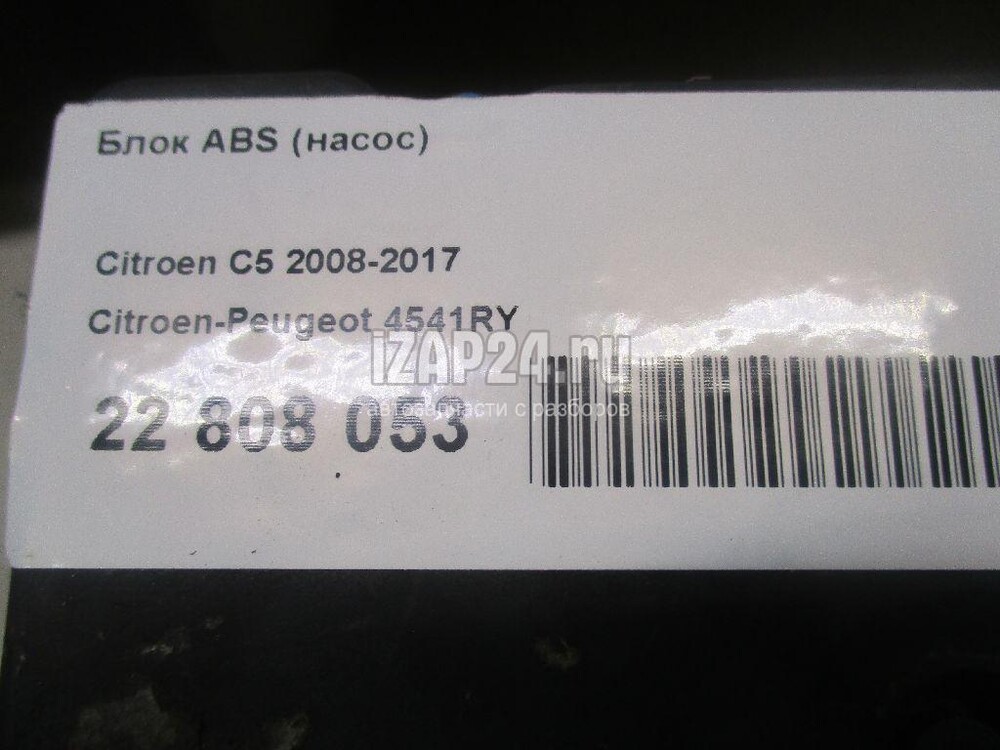 Блок ABS (насос)
Citroen C5 2008-2017
Citroen-Peugeot 4541RY
iZAP24.ru
автозапчасти с разборов
22 808 053